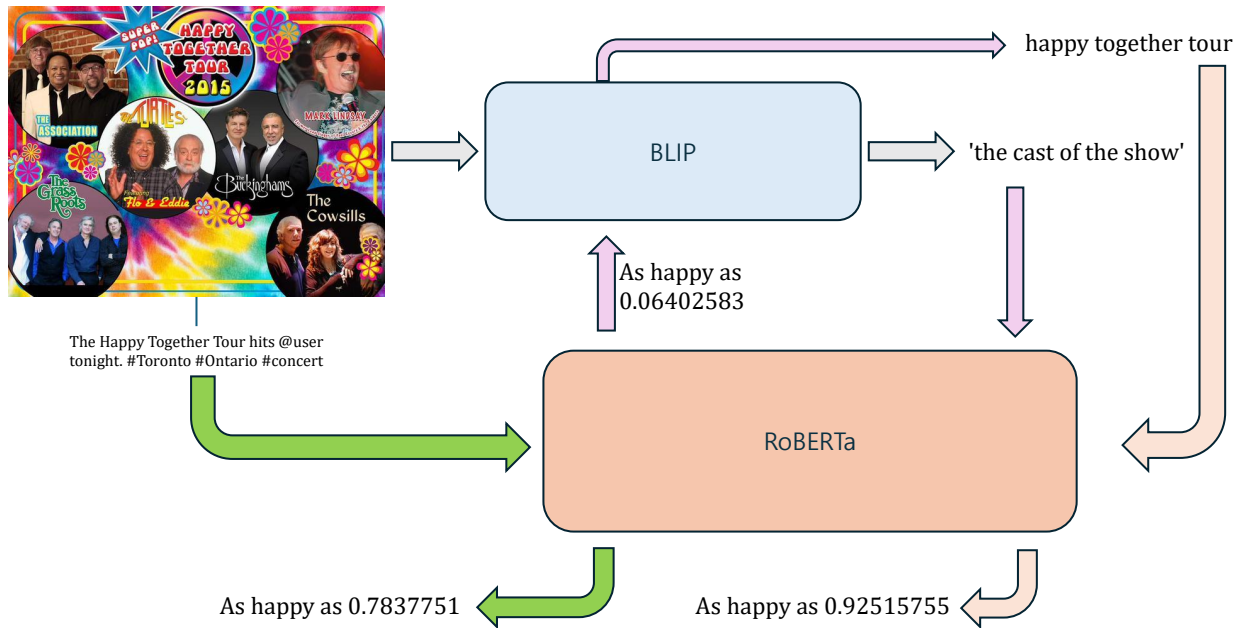 SUPER
POP!
HAPPY
TOGETHER
TOUR
2015
THE
ASSOCIATION
THE TURTLES
Featuring
Flo & Eddie
MARK LINDSAY
The
Buckinghams
The
Grass
Roots
The
Cowsills
happy together tour
BLIP
'the cast of the show'
As happy as
0.06402583
The Happy Together Tour hits @user
tonight. #Toronto #Ontario #concert
RoBERTa
As happy as 0.7837751
As happy as 0.92515755